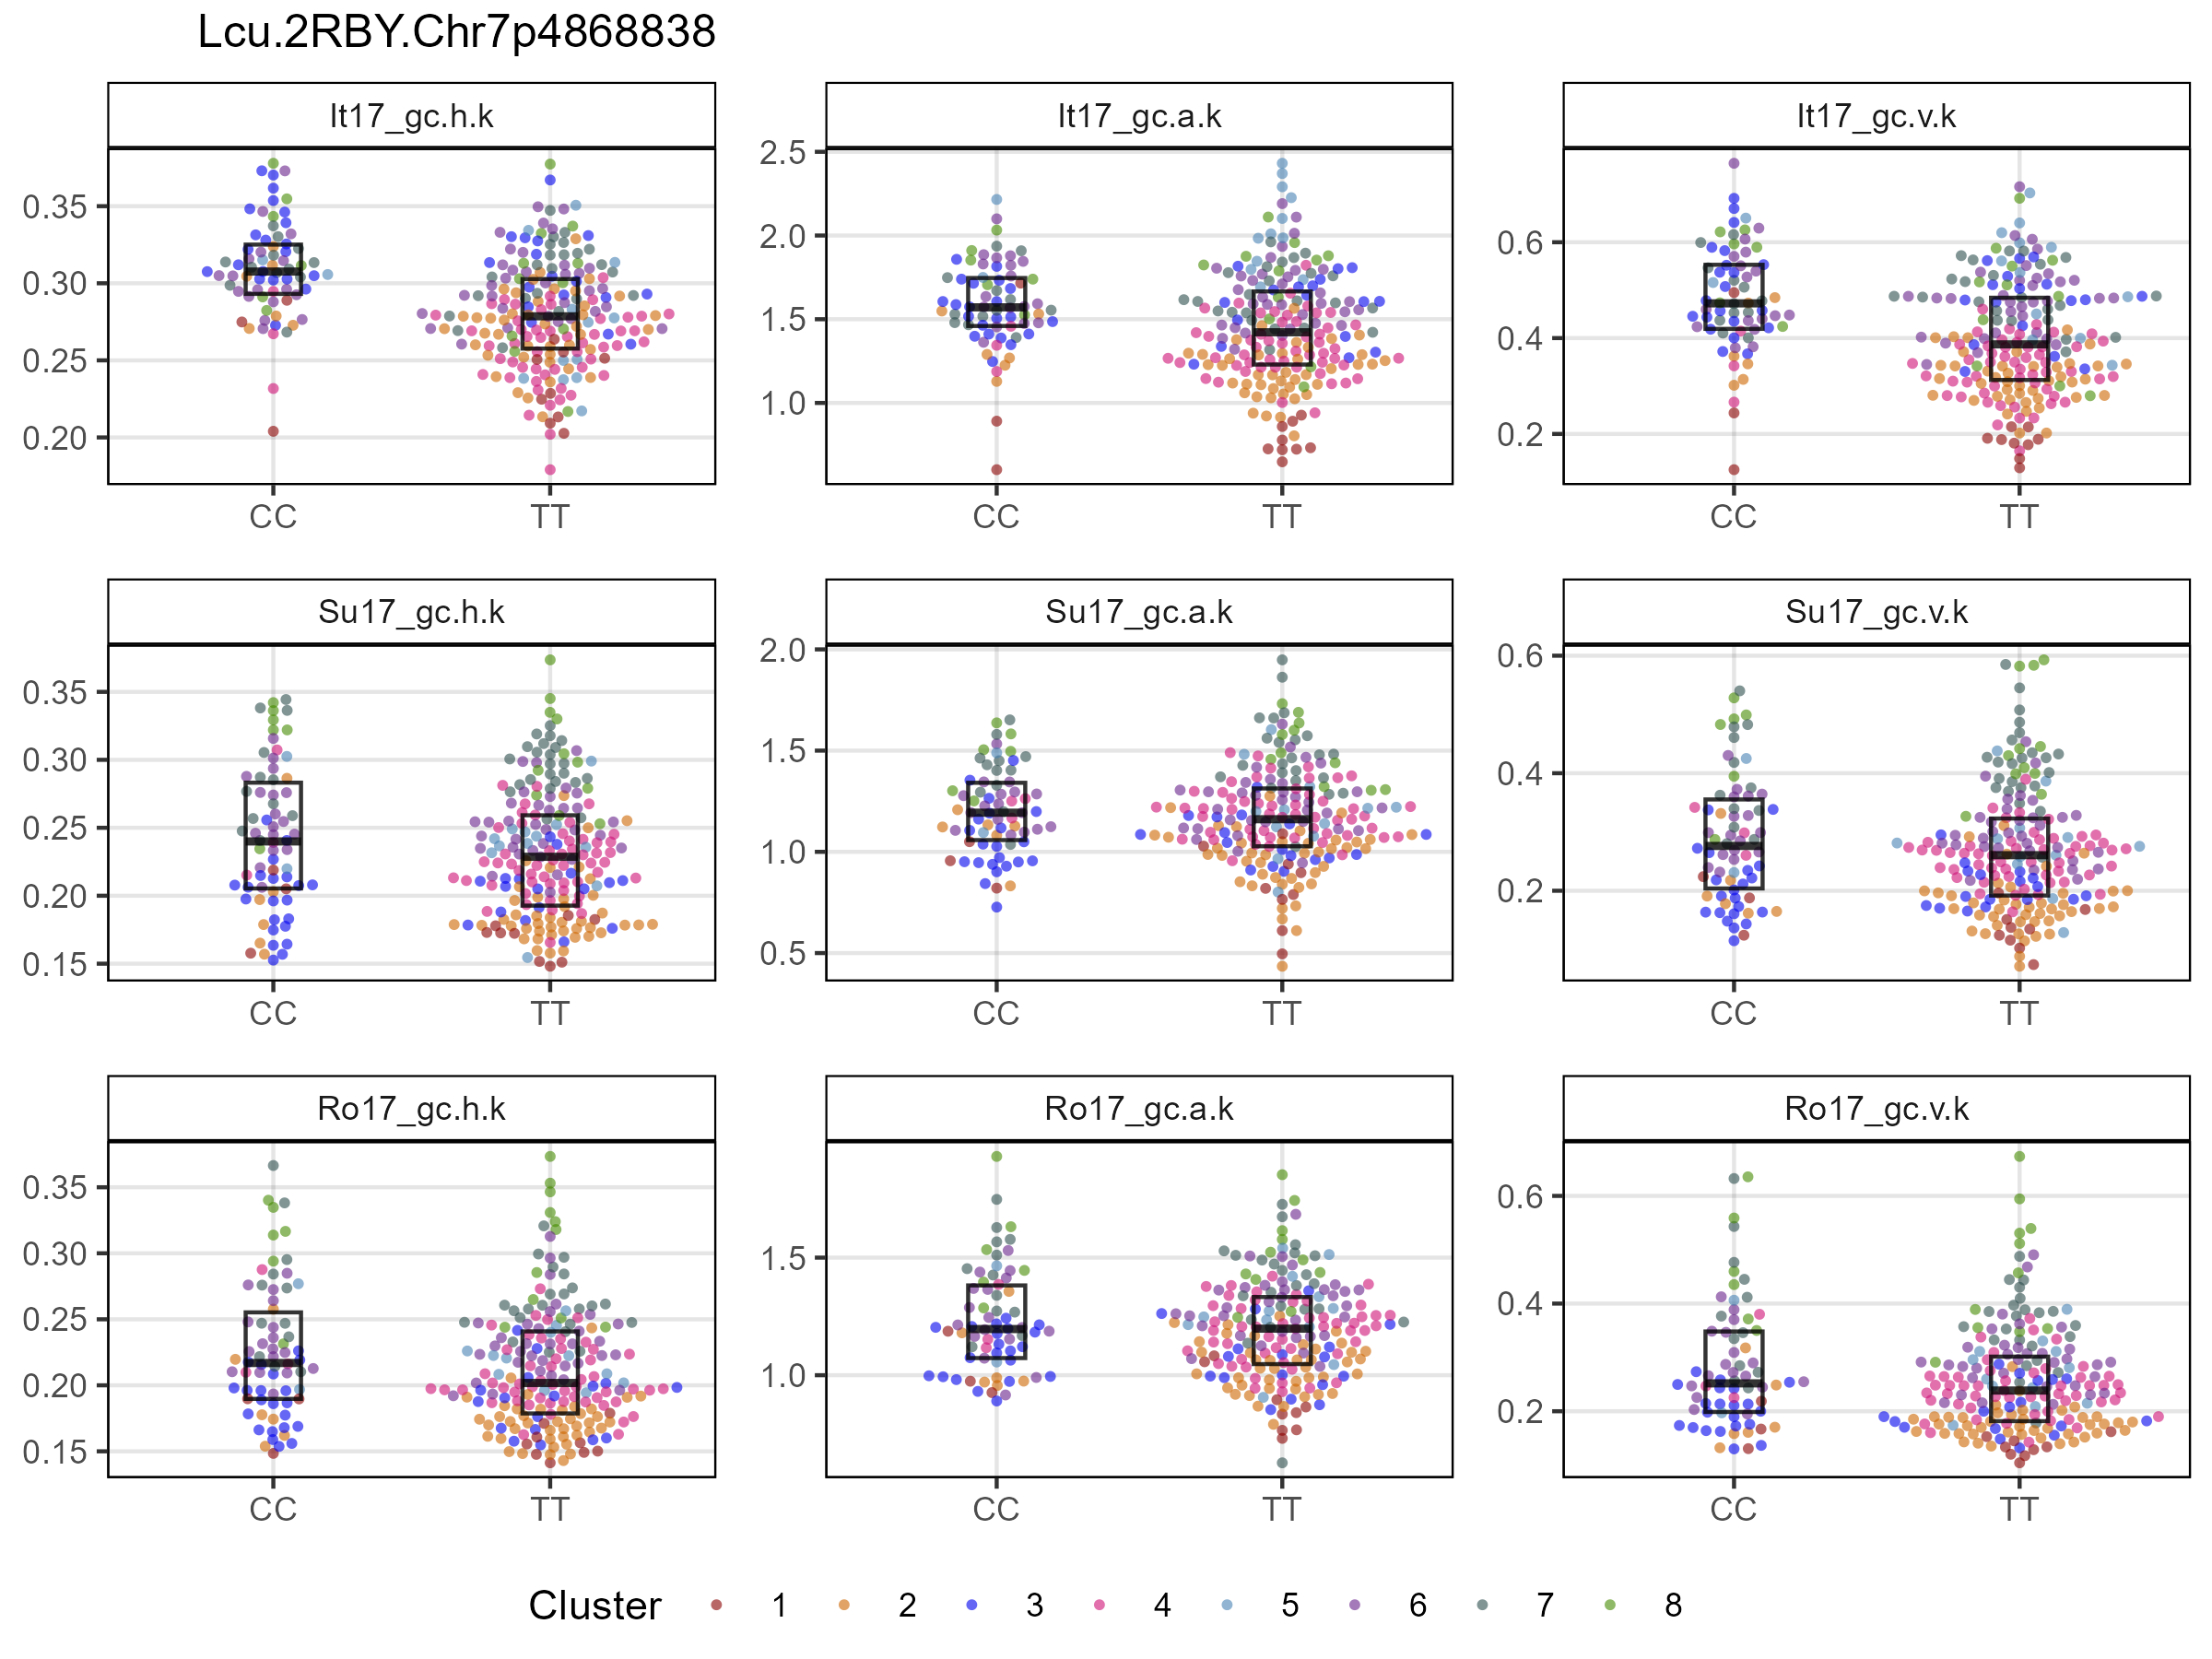 Lcu.2RBY.Chr7p4868838
It17_gc.h.k
It17_gc.a.k
It17_gc.v.k
0.35
0.30
0.25
0.20
2.5
2.0
1.5
1.0
0.6
0.4
0.2
CC TT
CC TT
CC TT
Su17_gc.h.k
Su17_gc.a.k
Su17_gc.v.k
0.35
0.30
0.25
0.20
0.15
2.0
1.5
1.0
0.5
0.6
0.4
0.2
CC TT
CC TT
CC TT
Ro17_gc.h.k
Ro17_gc.a.k
Ro17_gc.v.k
0.35
0.30
0.25
0.20
0.15
1.5
1.0
0.6
0.4
0.2
CC TT
CC TT
CC TT
Cluster 1 2 3 4 5 6 7 8